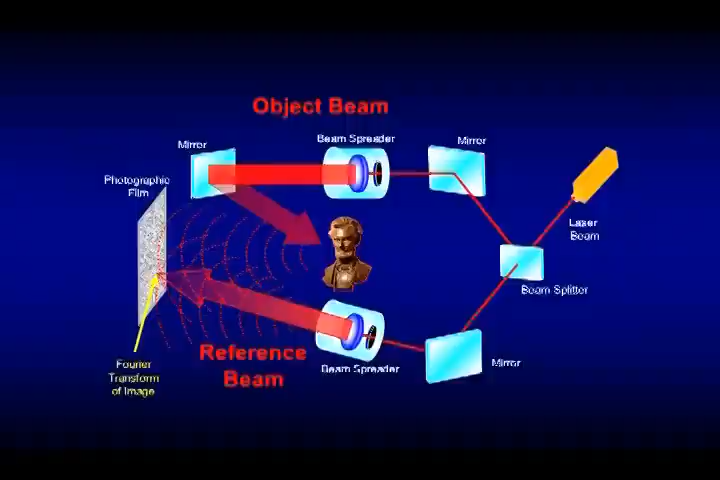 Object Beam
Mirror
Beam Spreader
Mirror
Photographic
Film
Laser
Beam
Beam Splitter
Reference
Beam
Beam Spreader
Mirror
Fourier
Transform
of Image